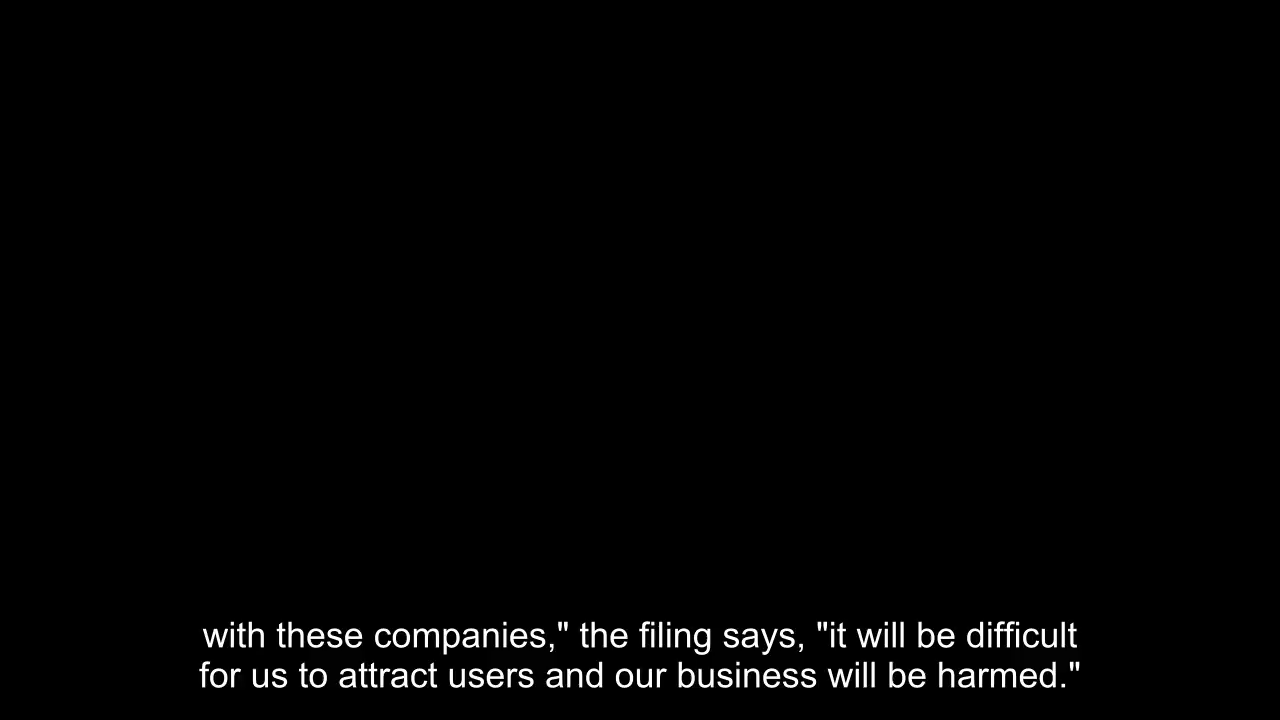 with these companies," the filing says, "it will be difficult
for us to attract users and our business will be harmed."